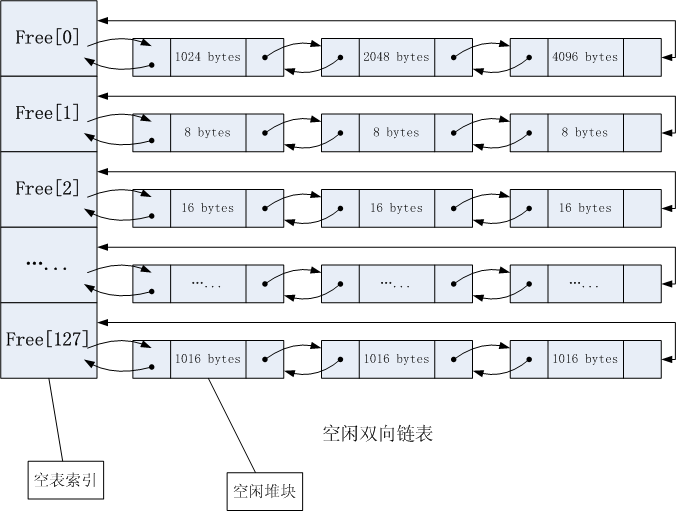 Free[0]
1024 bytes
2048 bytes
4096 bytes
Free[1]
8 bytes
8 bytes
8 bytes
Free[2]
16 bytes
16 bytes
16 bytes
…...
…...
…...
…...
Free[127]
1016 bytes
1016 bytes
1016 bytes
空闲双向链表
空表索引
空闲堆块